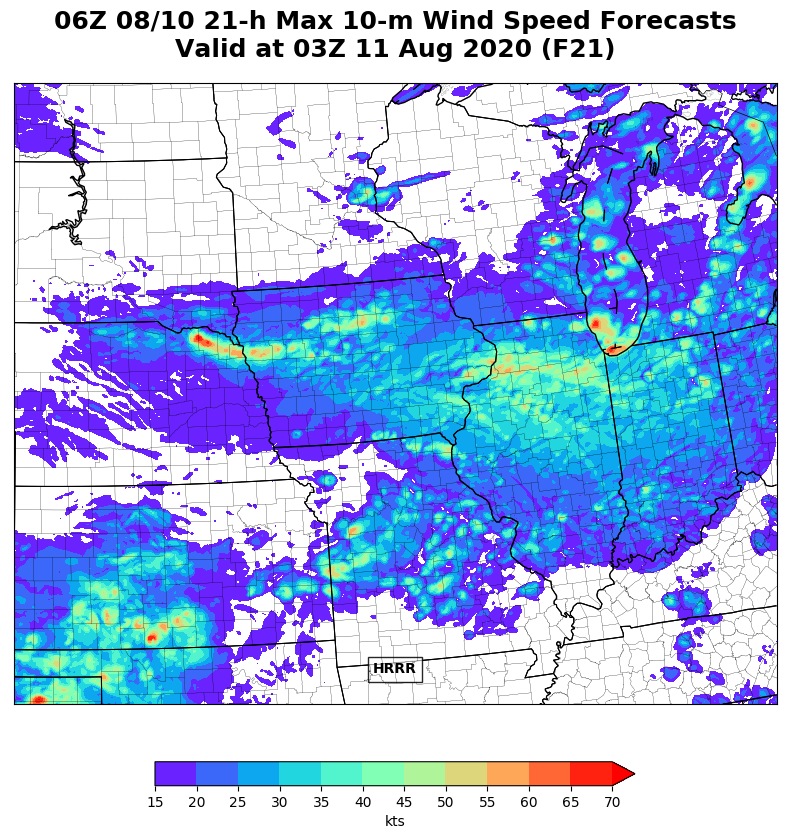 06Z 08/10 21-h Max 10-m Wind Speed Forecasts
Valid at 03Z 11 Aug 2020 (F21)
HRRR
15 20 25 30 35 40 45 50 55 60 65 70
kts